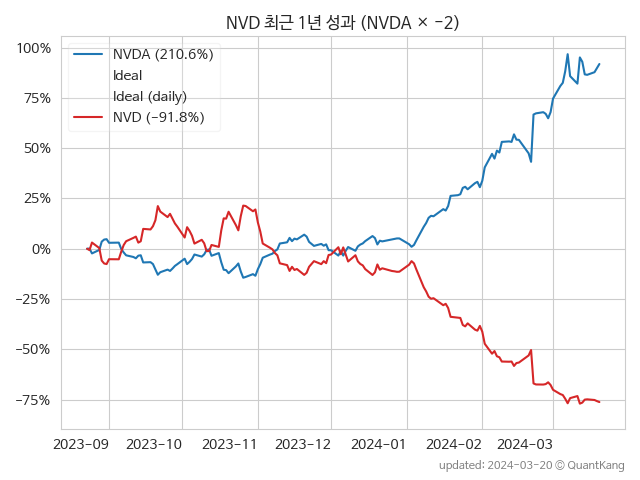 NVD 최근 1년 성과 (NVDA × −2)
NVDA (210.6%)
Ideal
Ideal (daily)
NVD (−91.8%)
100%
75%
50%
25%
0%
−25%
−50%
−75%
2023−09 2023−10 2023−11 2023−12 2024−01 2024−02 2024−03
updated: 2024−03−20 © QuantKang